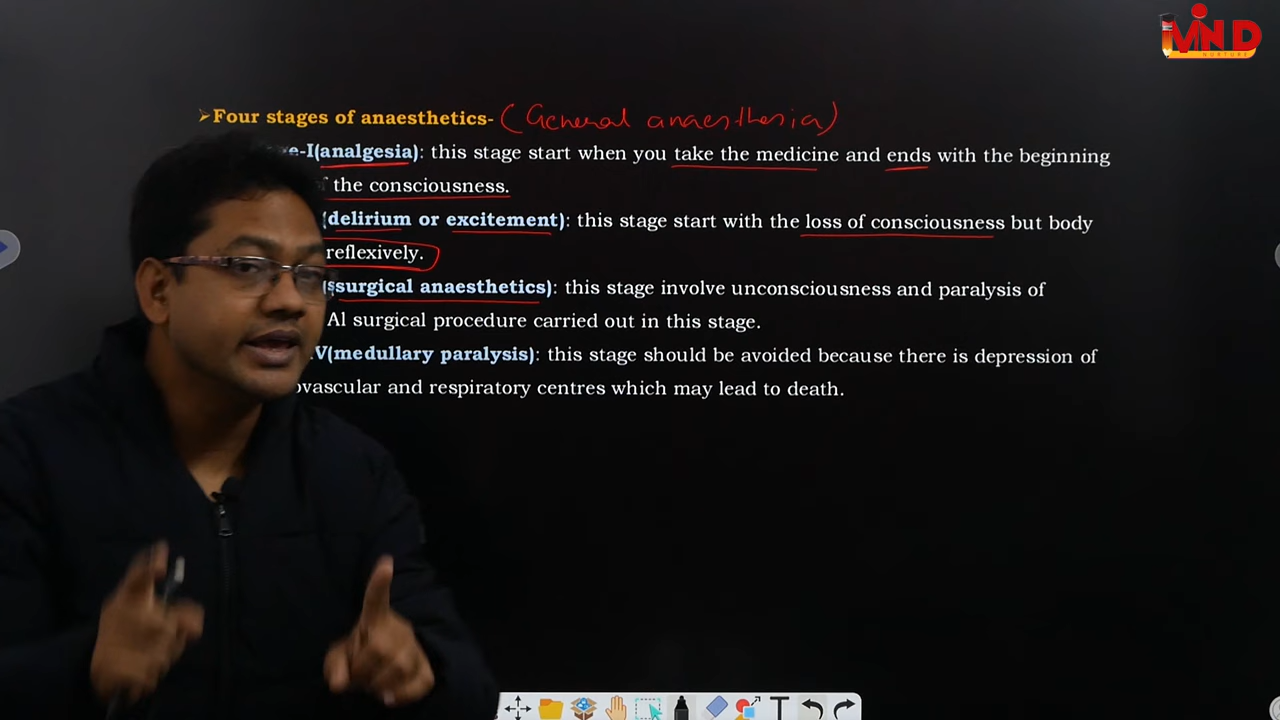 MIND
NURTURE
➢Four stages of anaesthetics- (General anaesthesia)
e-I(analgesia): this stage start when you take the medicine and ends with the beginning
the consciousness.
(delirium or excitement): this stage start with the loss of consciousness but body
reflexively.
(ssurgical anaesthetics): this stage involve unconsciousness and paralysis of
Al surgical procedure carried out in this stage.
V(medullary paralysis): this stage should be avoided because there is depression of
ovascular and respiratory centres which may lead to death.
T